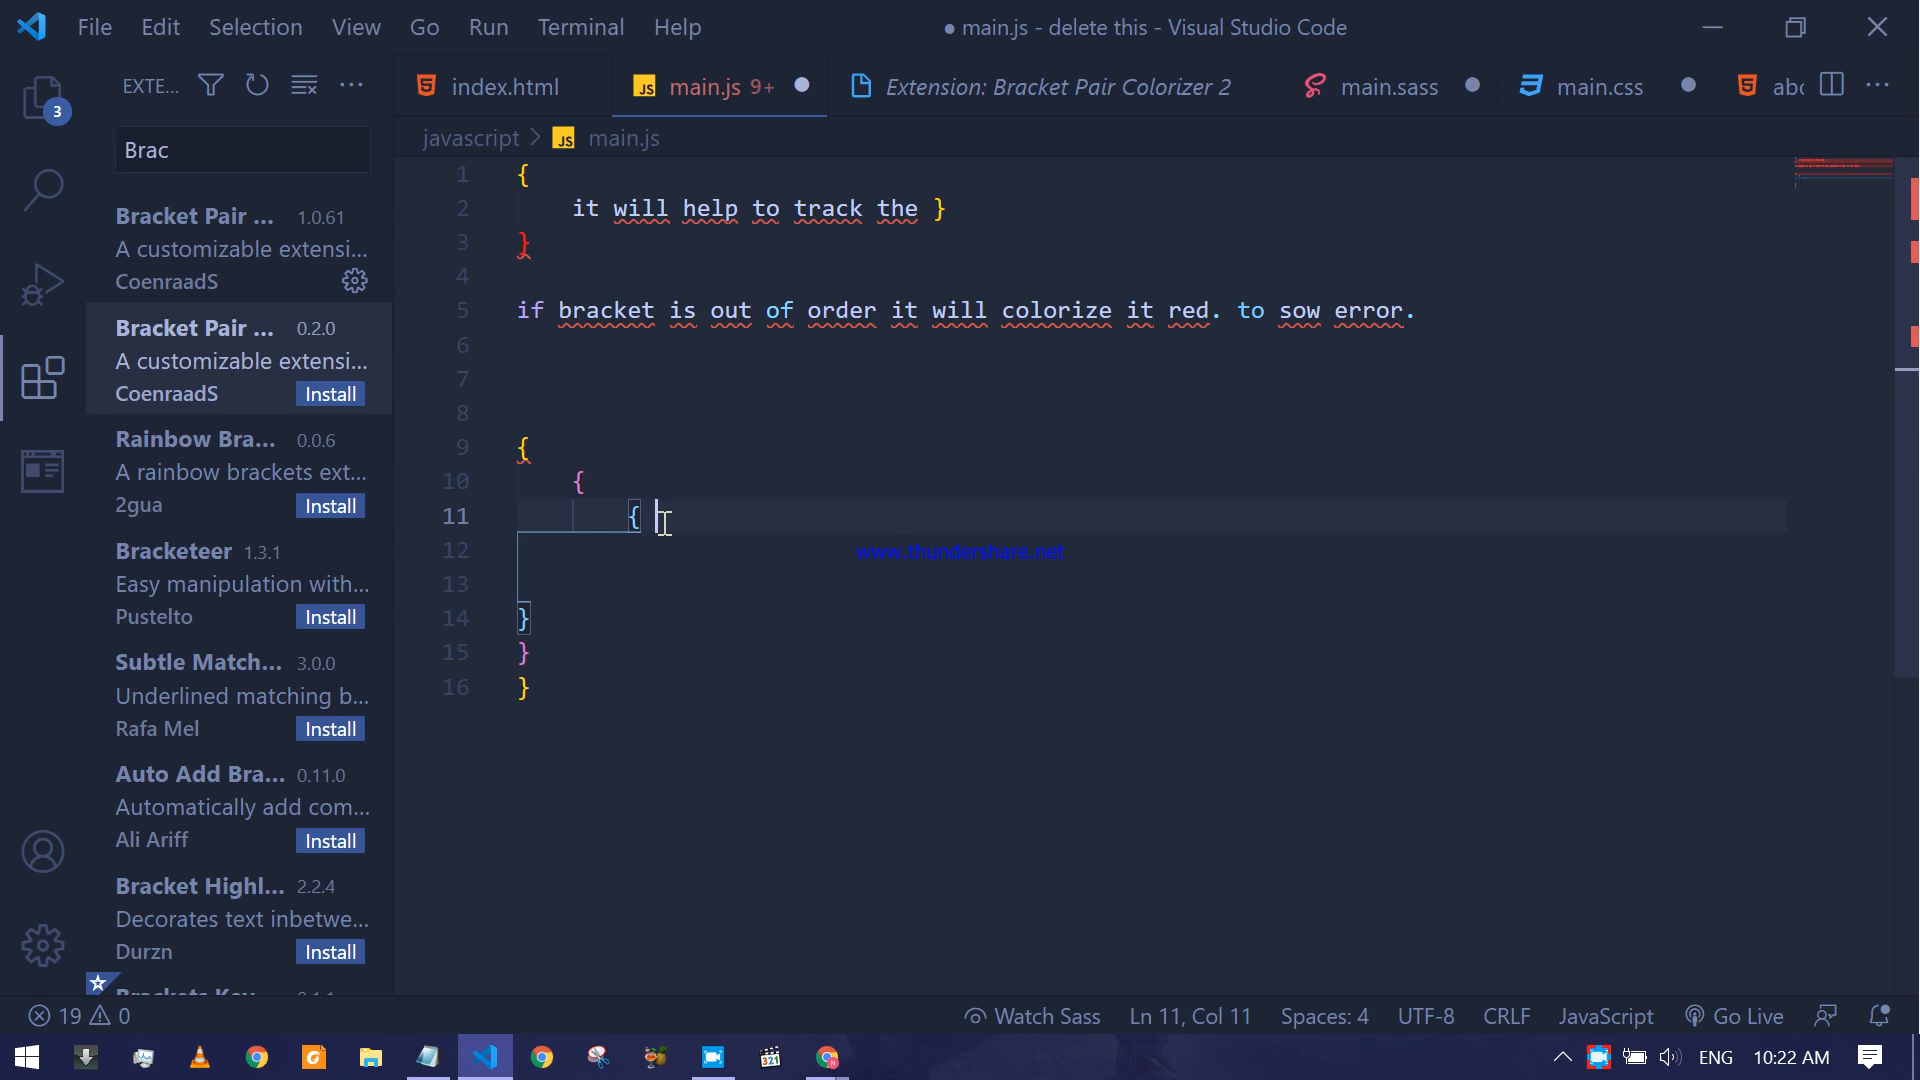 File Edit Selection View Go Run Terminal Help
● main.js - delete this - Visual Studio Code
EXTE...
index.html
JS main.js 9+
Extension: Bracket Pair Colorizer 2
main.sass
main.css
abc
3
Brac
javascript > JS main.js
Bracket Pair ... 1.0.61
A customizable extensi...
CoenraadS
Bracket Pair ... 0.2.0
A customizable extensi...
CoenraadS Install
Rainbow Bra... 0.0.6
A rainbow brackets ext...
2gua Install
Bracketeer 1.3.1
Easy manipulation with...
Pustelto Install
Subtle Match... 3.0.0
Underlined matching b...
Rafa Mel Install
Auto Add Bra... 0.11.0
Automatically add com...
Ali Ariff Install
Bracket Highl... 2.2.4
Decorates text inbetwe...
Durzn Install
1 {
2 it will help to track the }
3 }
4
5 if bracket is out of order it will colorize it red. to sow error.
6
7
8
9 {
10 {
11 {
12
13
14 }
15 }
16 }
www.thundershare.net
19 0
Watch Sass
Ln 11, Col 11
Spaces: 4
UTF-8
CRLF
JavaScript
Go Live
321
ENG
10:22 AM